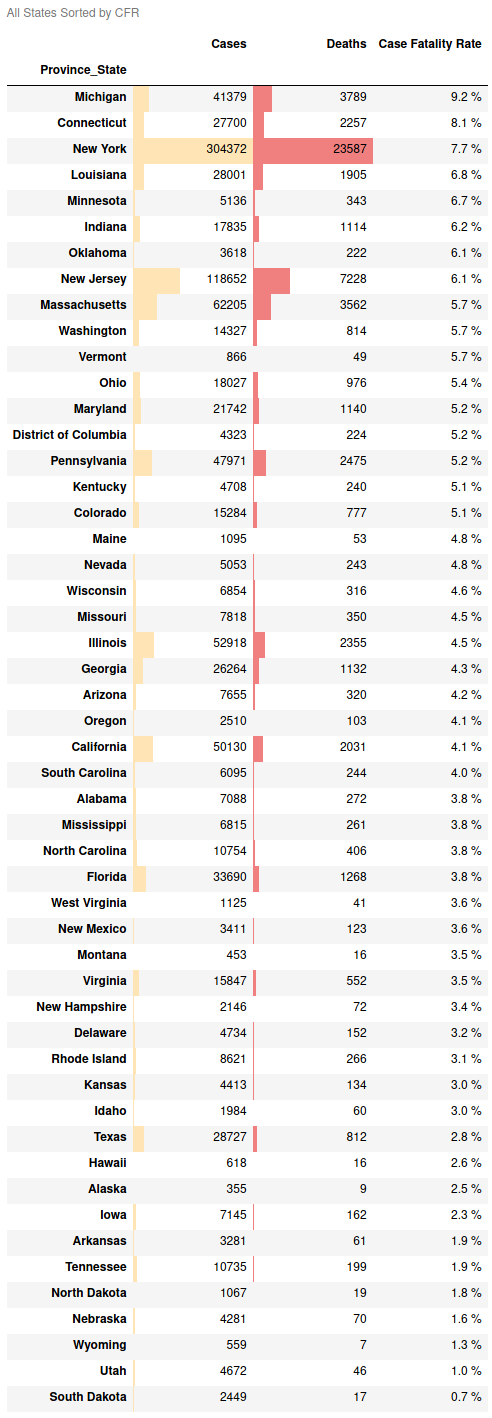 All States Sorted by CFR
Cases Deaths Case Fatality Rate
Province_State
Michigan 41379 3789 9.2 %
Connecticut 27700 2257 8.1 %
New York 304372 23587 7.7 %
Louisiana 28001 1905 6.8 %
Minnesota 5136 343 6.7 %
Indiana 17835 1114 6.2 %
Oklahoma 3618 222 6.1 %
New Jersey 118652 7228 6.1 %
Massachusetts 62205 3562 5.7 %
Washington 14327 814 5.7 %
Vermont 866 49 5.7 %
Ohio 18027 976 5.4 %
Maryland 21742 1140 5.2 %
District of Columbia 4323 224 5.2 %
Pennsylvania 47971 2475 5.2 %
Kentucky 4708 240 5.1 %
Colorado 15284 777 5.1 %
Maine 1095 53 4.8 %
Nevada 5053 243 4.8 %
Wisconsin 6854 316 4.6 %
Missouri 7818 350 4.5 %
Illinois 52918 2355 4.5 %
Georgia 26264 1132 4.3 %
Arizona 7655 320 4.2 %
Oregon 2510 103 4.1 %
California 50130 2031 4.1 %
South Carolina 6095 244 4.0 %
Alabama 7088 272 3.8 %
Mississippi 6815 261 3.8 %
North Carolina 10754 406 3.8 %
Florida 33690 1268 3.8 %
West Virginia 1125 41 3.6 %
New Mexico 3411 123 3.6 %
Montana 453 16 3.5 %
Virginia 15847 552 3.5 %
New Hampshire 2146 72 3.4 %
Delaware 4734 152 3.2 %
Rhode Island 8621 266 3.1 %
Kansas 4413 134 3.0 %
Idaho 1984 60 3.0 %
Texas 28727 812 2.8 %
Hawaii 618 16 2.6 %
Alaska 355 9 2.5 %
Iowa 7145 162 2.3 %
Arkansas 3281 61 1.9 %
Tennessee 10735 199 1.9 %
North Dakota 1067 19 1.8 %
Nebraska 4281 70 1.6 %
Wyoming 559 7 1.3 %
Utah 4672 46 1.0 %
South Dakota 2449 17 0.7 %